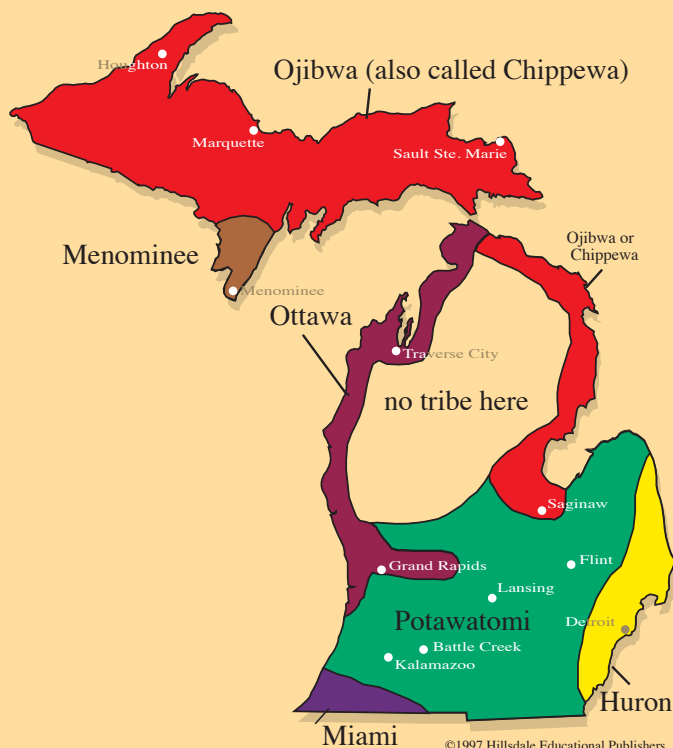 Houghton
Ojibwa (also called Chippewa)
Marquette
Sault Ste. Marie
Menominee
Ojibwa or
Chippewa
Menominee
Ottawa
Traverse City
no tribe here
Saginaw
Grand Rapids
Flint
Lansing
Potawatomi
Detroit
Battle Creek
Kalamazoo
Huron
Miami
©1997 Hillsdale Educational Publishers